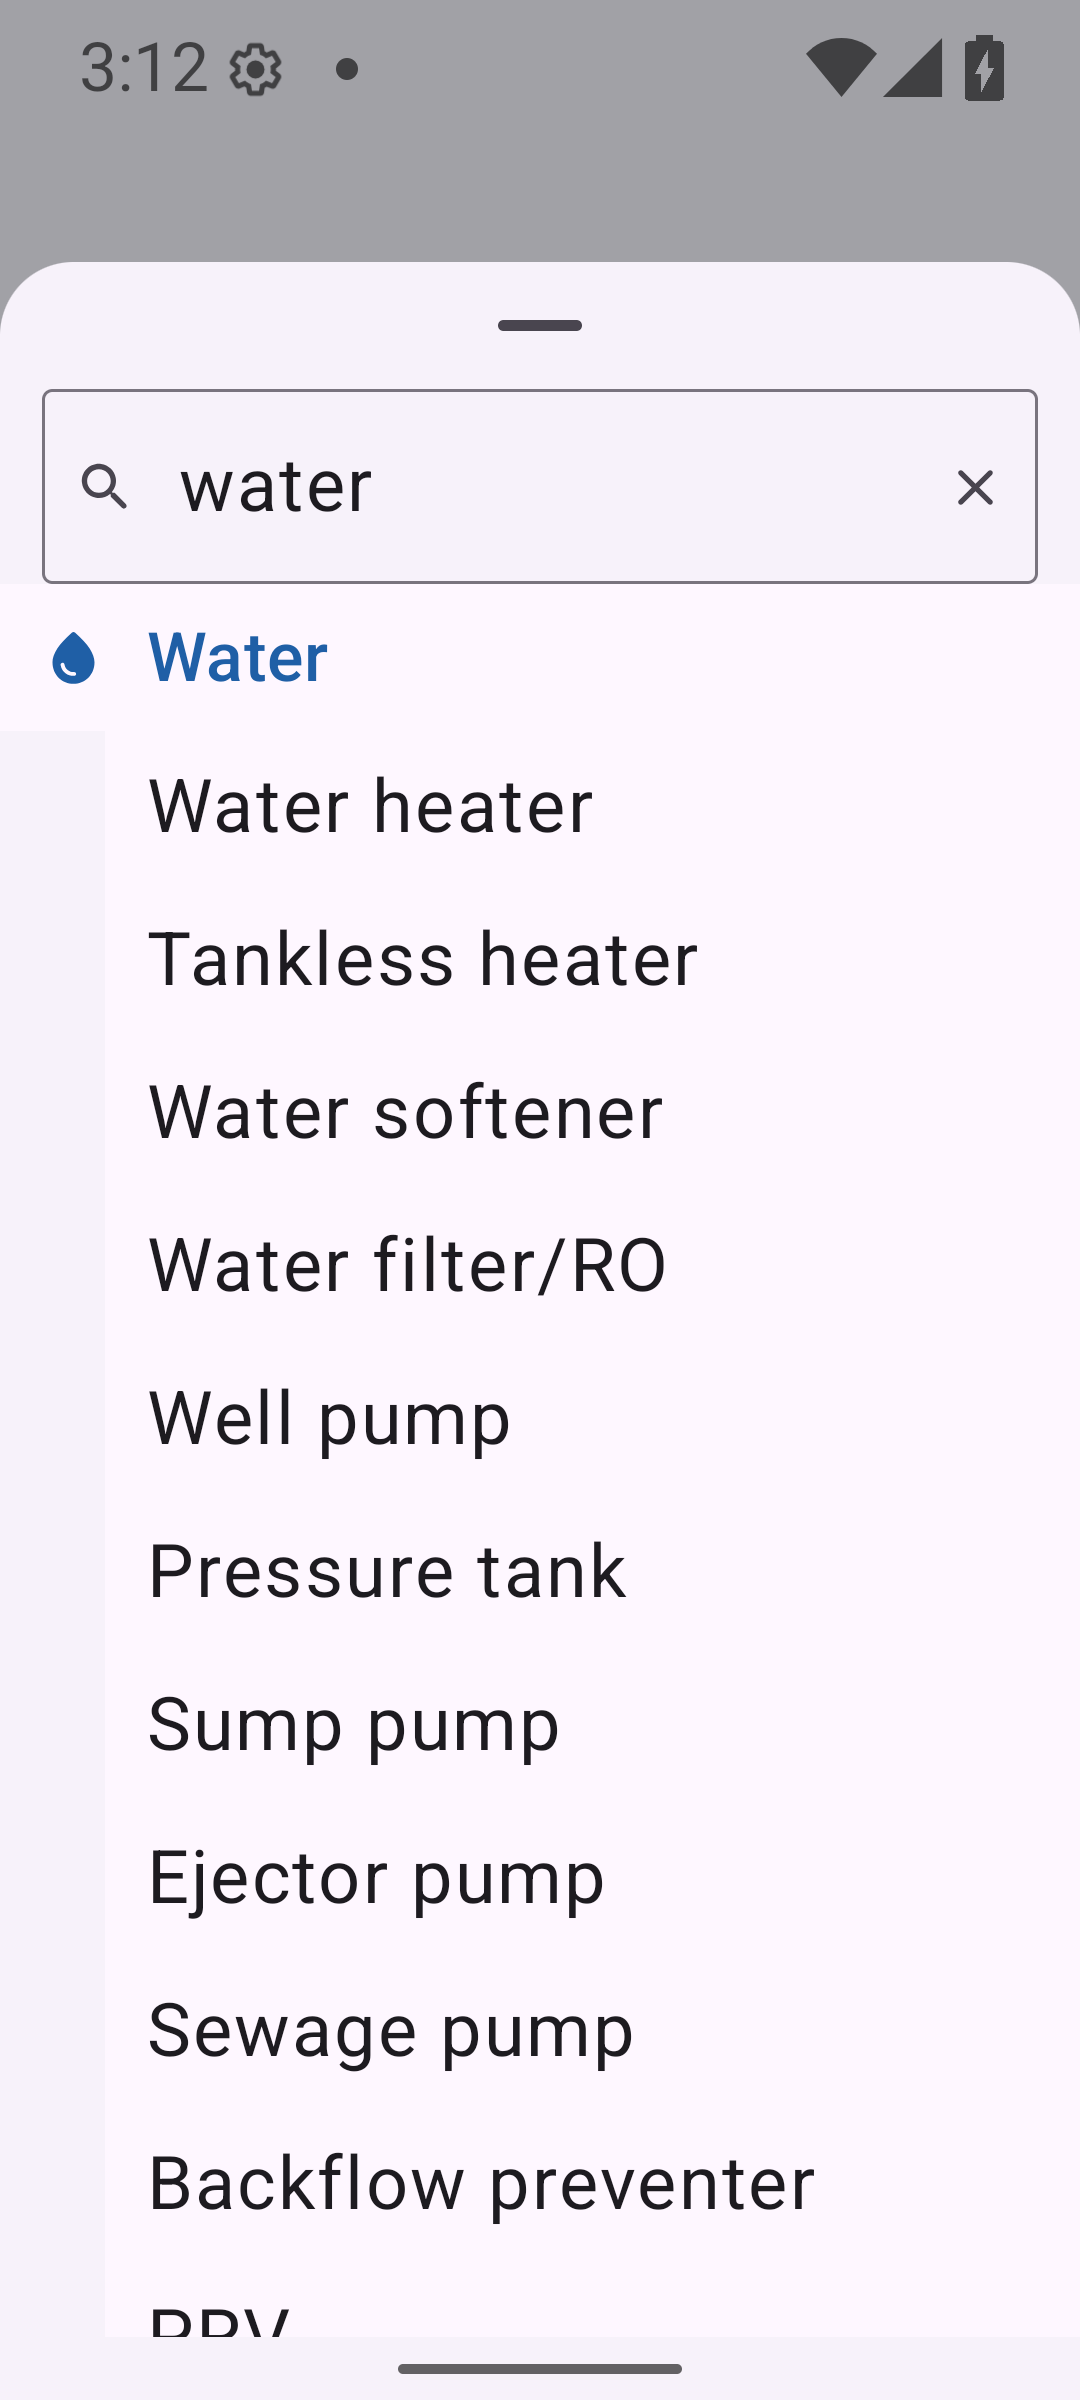 3:12
water
Water
Water heater
Tankless heater
Water softener
Water filter/RO
Well pump
Pressure tank
Sump pump
Ejector pump
Sewage pump
Backflow preventer